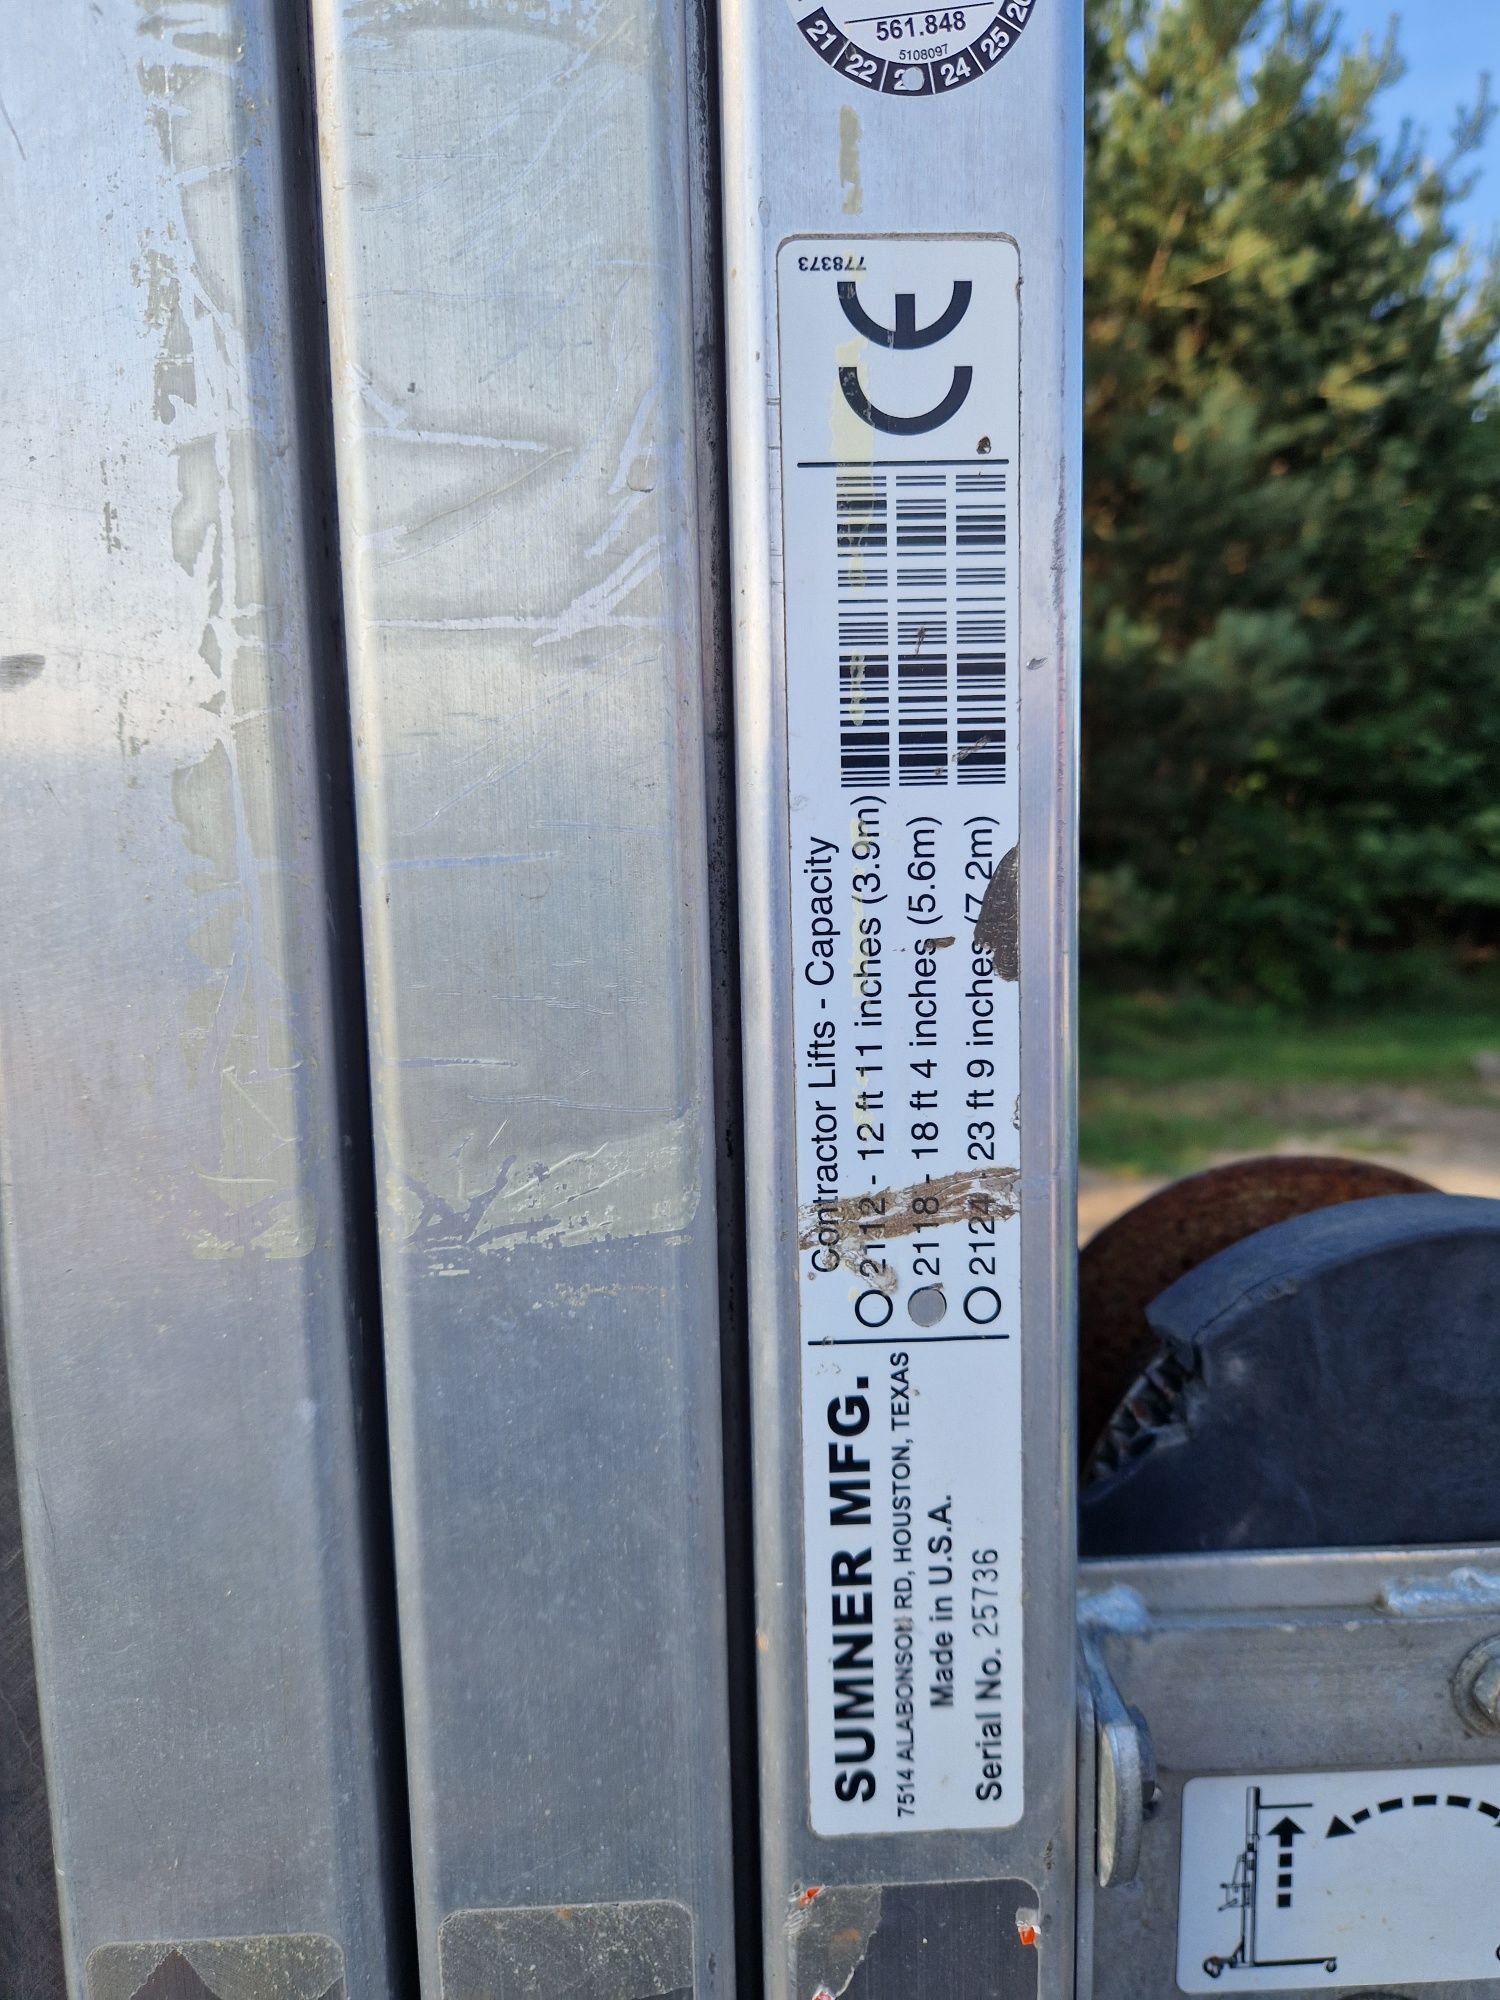 561.848
5108097
21 22 24 25
778373
CE
Contractor Lifts - Capacity
2112 - 12 ft 11 inches (3.9m)
2118 - 18 ft 4 inches (5.6m)
2124 - 23 ft 9 inches (7.2m)
SUMNER MFG.
7514 ALABONSON RD, HOUSTON, TEXAS
Made in U.S.A.
Serial No. 25736